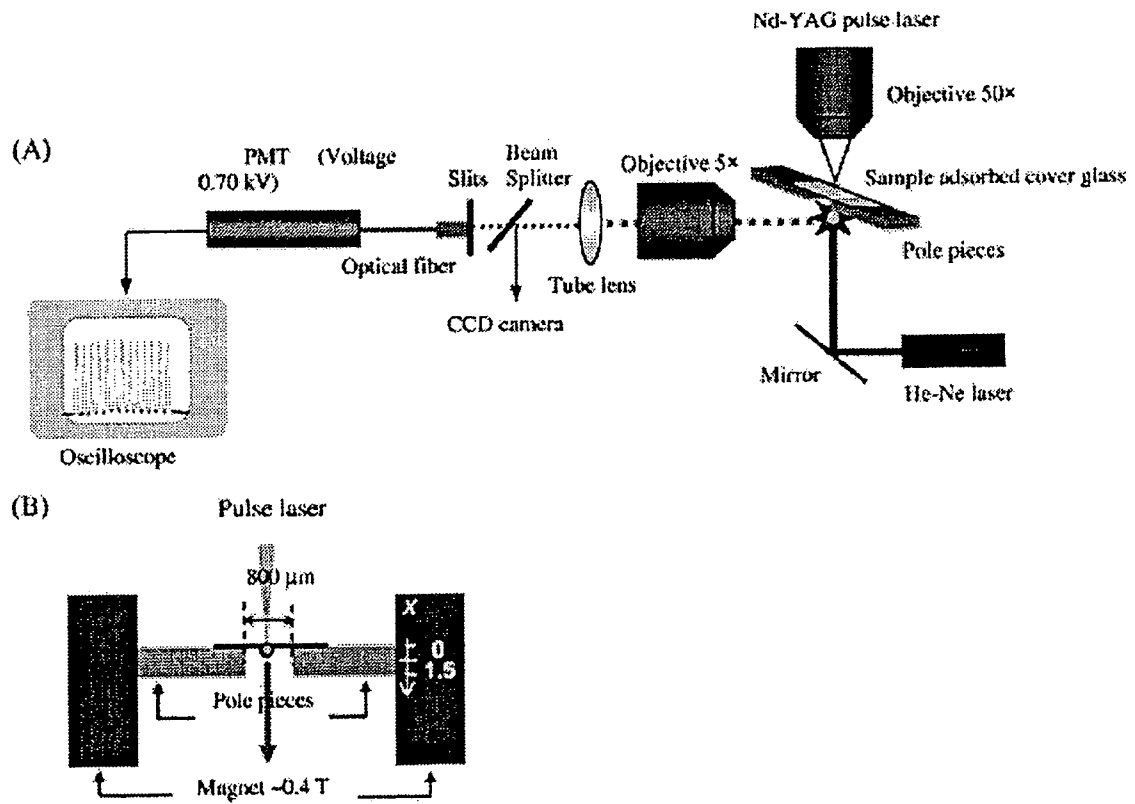 Nd-YAG pulse laser
Objective 50×
(A)
PMT (Voltage
0.70 kV)
Slits
Beam
Splitter
Objective 5×
Sample adsorbed cover glass
Optical fiber
Tube lens
Pole pieces
CCD camera
Mirror
He-Ne laser
Oscilloscope
(B)
Pulse laser
800 μm
X
0
1.5
Pole pieces
Magnet ~0.4 T